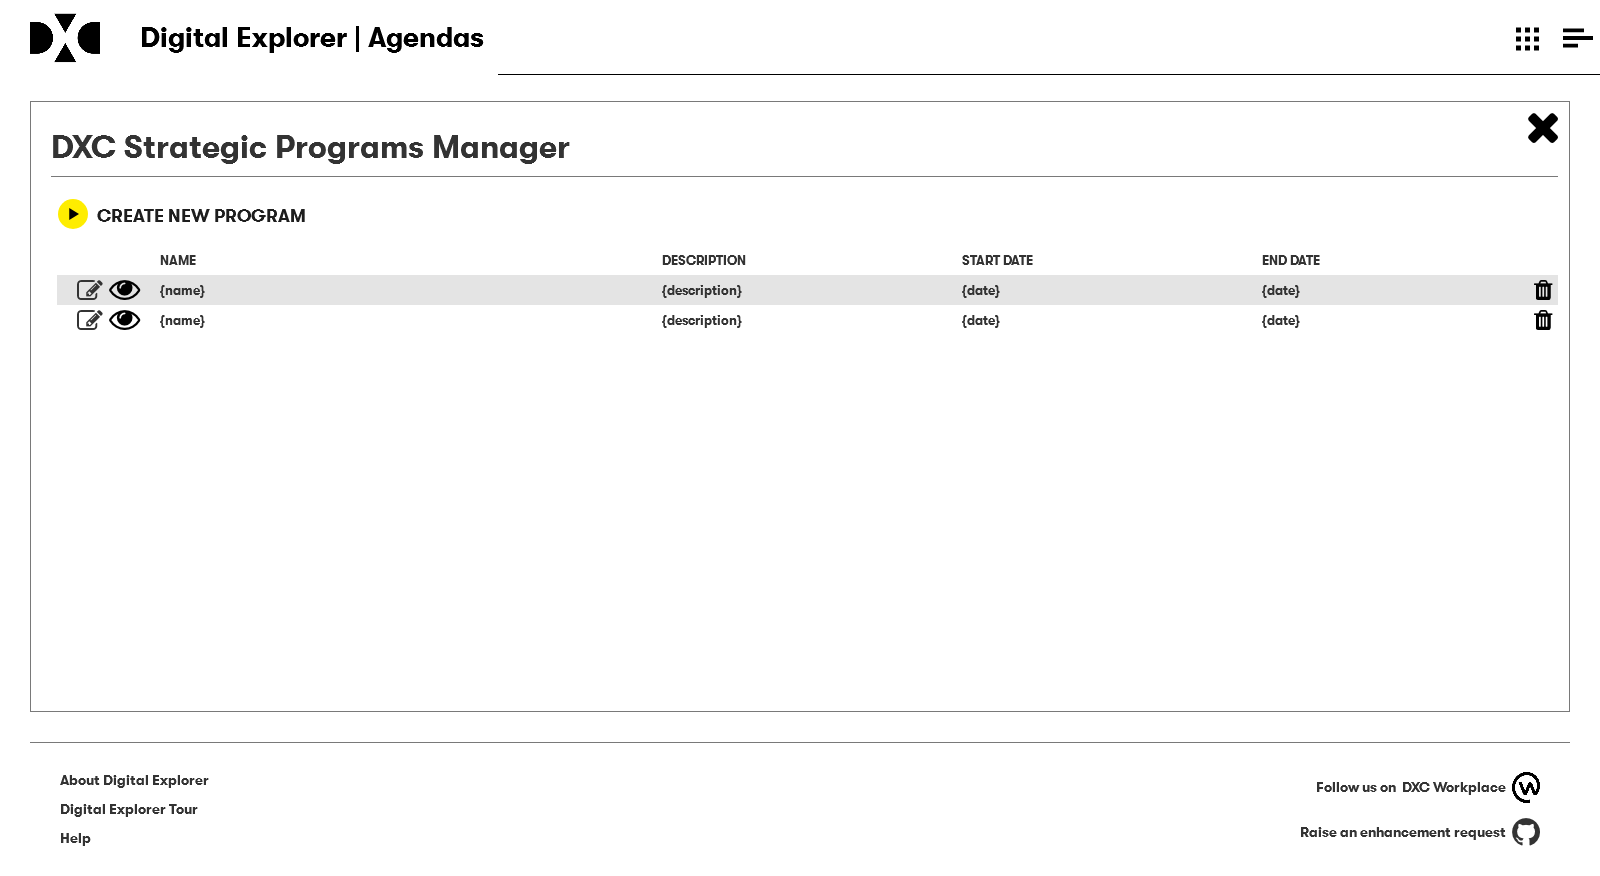 DXC
Digital Explorer | Agendas
DXC Strategic Programs Manager
CREATE NEW PROGRAM
NAME DESCRIPTION START DATE END DATE
{name} {description} {date} {date}
{name} {description} {date} {date}
About Digital Explorer
Digital Explorer Tour
Help
Follow us on DXC Workplace
Raise an enhancement request